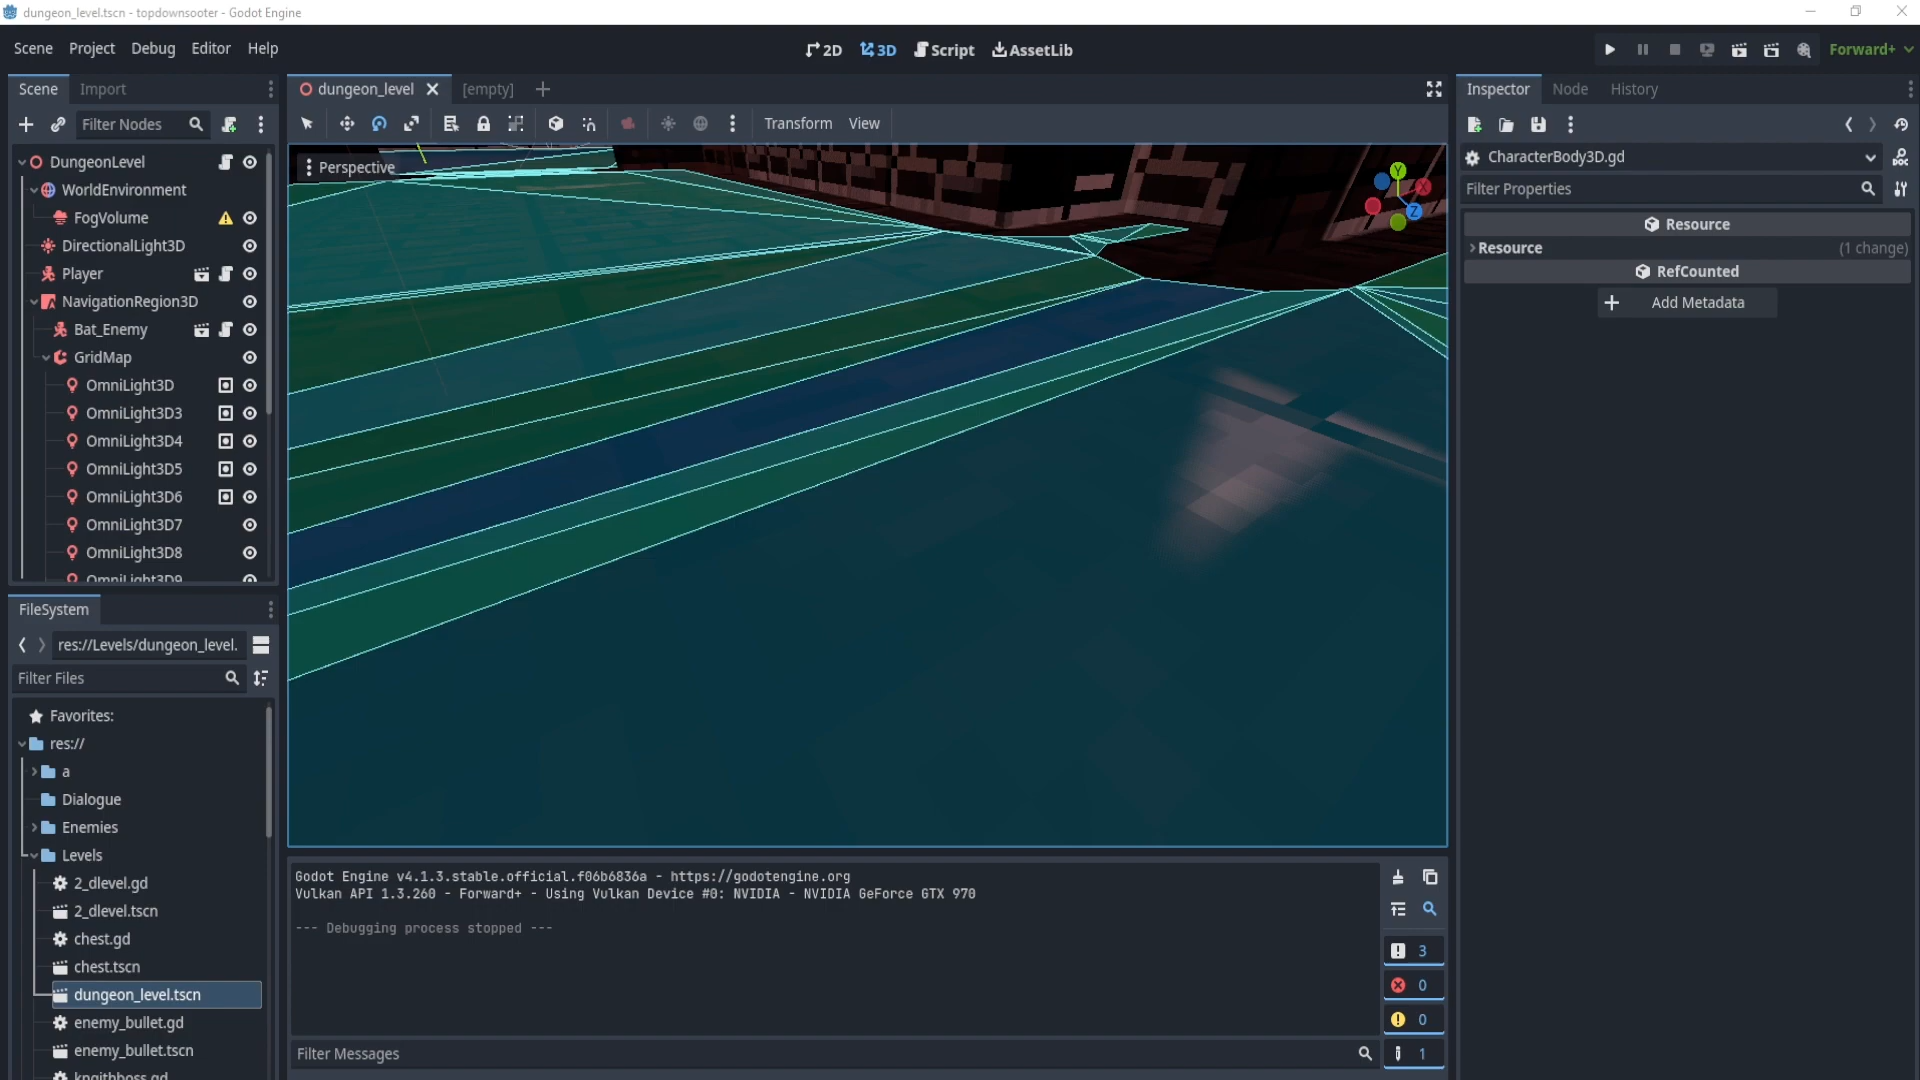 dungeon_level.tscn - topdownsooter - Godot Engine
Scene Project Debug Editor Help
2D 3D Script AssetLib
Forward+
Scene Import
dungeon_level [empty]
Inspector Node History
Filter Nodes
Transform View
DungeonLevel
WorldEnvironment
FogVolume
DirectionalLight3D
Player
NavigationRegion3D
Bat_Enemy
GridMap
OmniLight3D
OmniLight3D3
OmniLight3D4
OmniLight3D5
OmniLight3D6
OmniLight3D7
OmniLight3D8
OmniLight3D9
Perspective
Y
X
Z
CharacterBody3D.gd
Filter Properties
Resource
Resource (1 change)
RefCounted
Add Metadata
FileSystem
res://Levels/dungeon_level.
Filter Files
Favorites:
res://
a
Dialogue
Enemies
Levels
2_dlevel.gd
2_dlevel.tscn
chest.gd
chest.tscn
dungeon_level.tscn
enemy_bullet.gd
enemy_bullet.tscn
kngithboss.gd
Godot Engine v4.1.3.stable.official.f06b6836a - https://godotengine.org
Vulkan API 1.3.260 - Forward+ - Using Vulkan Device #0: NVIDIA - NVIDIA GeForce GTX 970
--- Debugging process stopped ---
3
0
0
1
Filter Messages